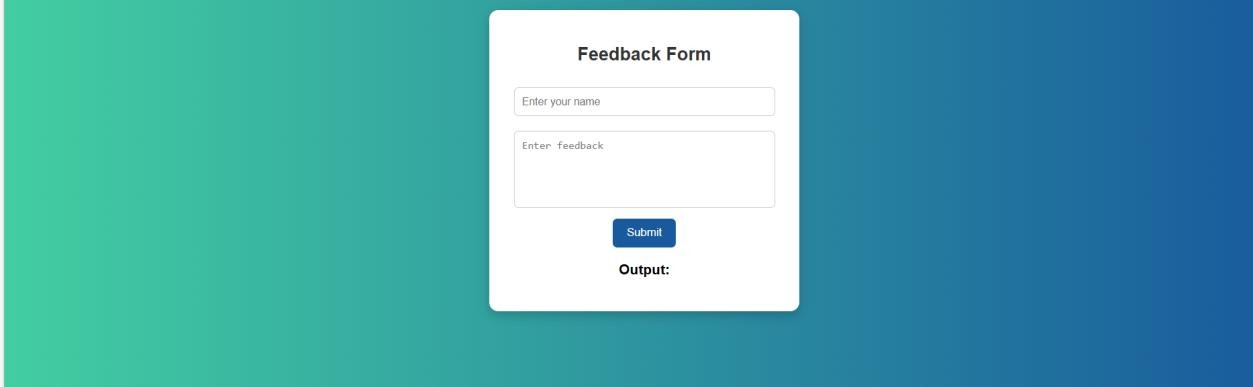 Feedback Form
Enter your name
Enter feedback
Submit
Output: